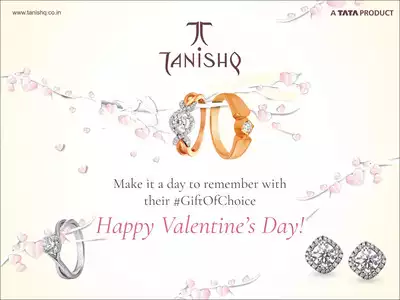 www.tanishq.co.in
A TATA PRODUCT
TANISHQ
Make it a day to remember with
their #GiftOfChoice
Happy Valentine's Day!